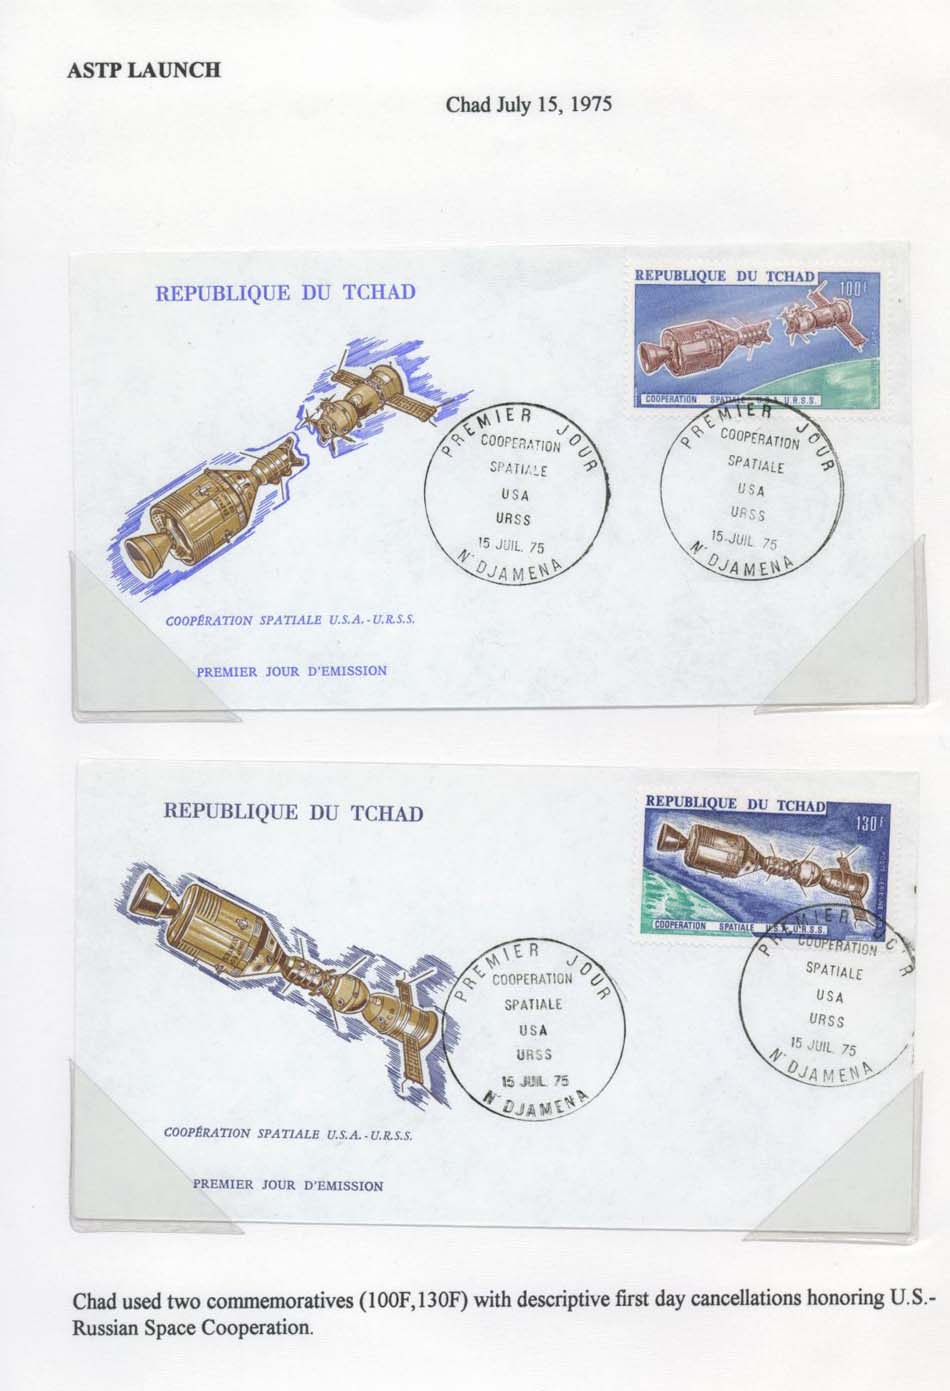 ASTP LAUNCH
Chad July 15, 1975
REPUBLIQUE DU TCHAD
REPUBLIQUE DU TCHAD
100F
COOPERATION SPATIALE U.S.A U.R.S.S.
PREMIER JOUR
COOPERATION
SPATIALE
USA
URSS
15 JUIL. 75
N'DJAMENA
PREMIER JOUR
COOPERATION
SPATIALE
USA
URSS
15-JUIL. 75
N'DJAMENA
COOPÉRATION SPATIALE U.S.A. - U.R.S.S.
PREMIER JOUR D'EMISSION
REPUBLIQUE DU TCHAD
REPUBLIQUE DU TCHAD
130F
COOPERATION SPATIALE U.S.A U.R.S.S.
PREMIER JOUR
COOPERATION
SPATIALE
USA
URSS
15 JUIL. 75
N'DJAMENA
PREMIER
COOPERATION
SPATIALE
USA
URSS
15 JUIL. 75
N'DJAMENA
COOPÉRATION SPATIALE U.S.A. - U.R.S.S.
PREMIER JOUR D'EMISSION
Chad used two commemoratives (100F,130F) with descriptive first day cancellations honoring U.S.-
Russian Space Cooperation.